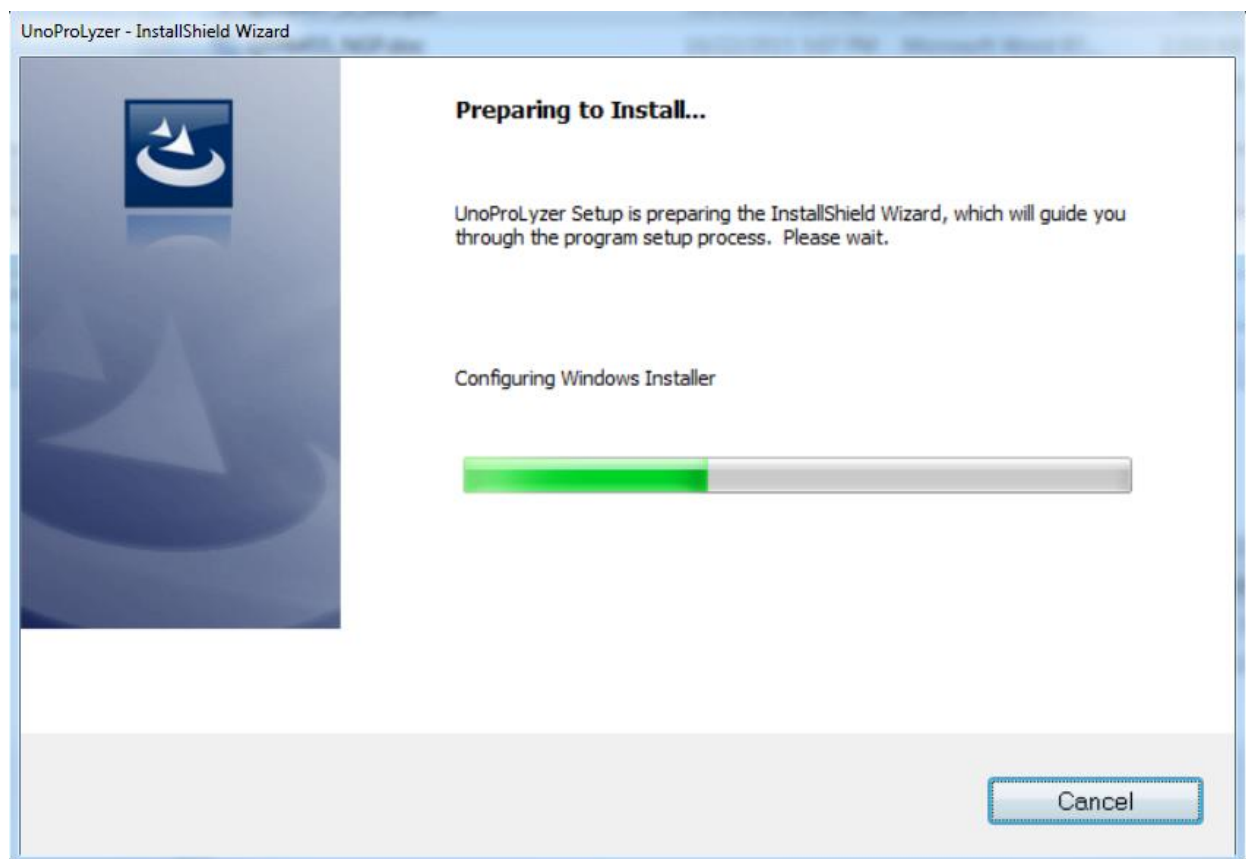 UnoProLyzer - InstallShield Wizard
Preparing to Install...
UnoProLyzer Setup is preparing the InstallShield Wizard, which will guide you
through the program setup process. Please wait.
Configuring Windows Installer
Cancel